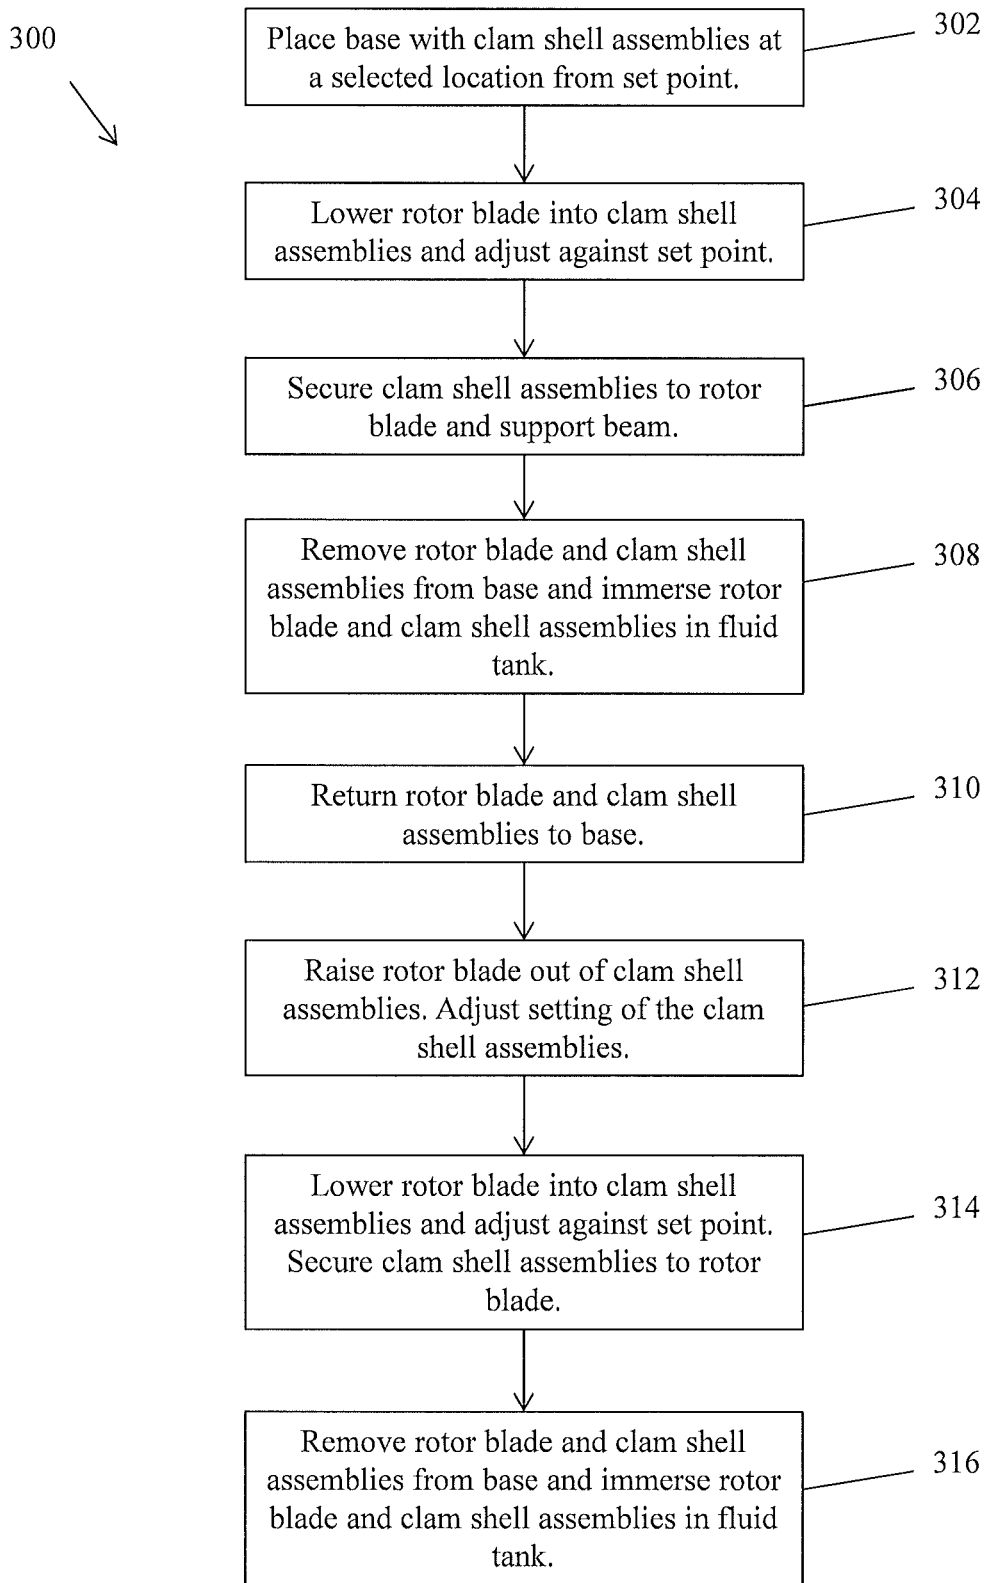 300
Place base with clam shell assemblies at
a selected location from set point.
302
Lower rotor blade into clam shell
assemblies and adjust against set point.
304
Secure clam shell assemblies to rotor
blade and support beam.
306
Remove rotor blade and clam shell
assemblies from base and immerse rotor
blade and clam shell assemblies in fluid
tank.
308
Return rotor blade and clam shell
assemblies to base.
310
Raise rotor blade out of clam shell
assemblies. Adjust setting of the clam
shell assemblies.
312
Lower rotor blade into clam shell
assemblies and adjust against set point.
Secure clam shell assemblies to rotor
blade.
314
Remove rotor blade and clam shell
assemblies from base and immerse rotor
blade and clam shell assemblies in fluid
tank.
316